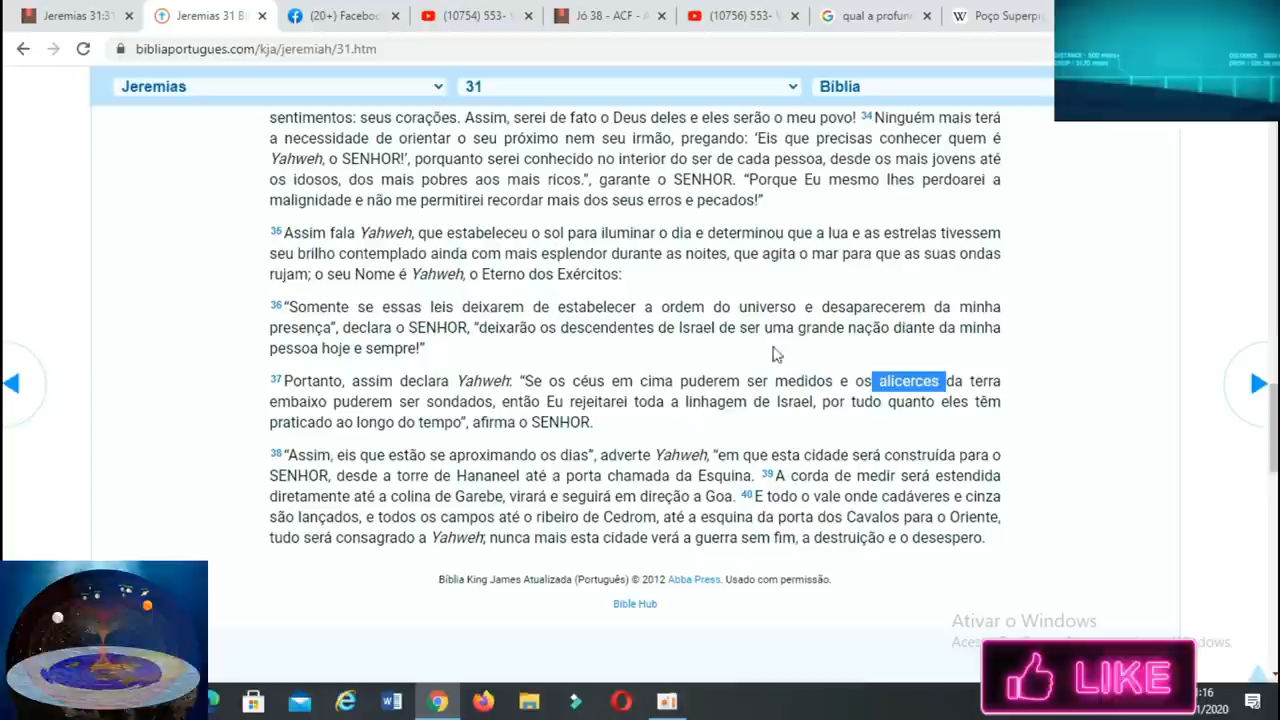 Jeremias 31:31
Jeremias 31 B
(20+) Facebo
(10754) 553-
Jó 38 - ACF - A
(10756) 553-
qual a profun
Poço Superp
bibliaportugues.com/kja/jeremiah/31.htm
Jeremias 31 Bíblia
sentimentos: seus corações. Assim, serei de fato o Deus deles e eles serão o meu povo! 34Ninguém mais terá
a necessidade de orientar o seu próximo nem seu irmão, pregando: ‘Eis que precisas conhecer quem é
Yahweh, o SENHOR!’, porquanto serei conhecido no interior do ser de cada pessoa, desde os mais jovens até
os idosos, dos mais pobres aos mais ricos.”, garante o SENHOR. “Porque Eu mesmo lhes perdoarei a
malignidade e não me permitirei recordar mais dos seus erros e pecados!”
35Assim fala Yahweh, que estabeleceu o sol para iluminar o dia e determinou que a lua e as estrelas tivessem
seu brilho contemplado ainda com mais esplendor durante as noites, que agita o mar para que as suas ondas
rujam; o seu Nome é Yahweh, o Eterno dos Exércitos:
36“Somente se essas leis deixarem de estabelecer a ordem do universo e desaparecerem da minha
presença”, declara o SENHOR, “deixarão os descendentes de Israel de ser uma grande nação diante da minha
pessoa hoje e sempre!”
37Portanto, assim declara Yahweh: “Se os céus em cima puderem ser medidos e os alicerces da terra
embaixo puderem ser sondados, então Eu rejeitarei toda a linhagem de Israel, por tudo quanto eles têm
praticado ao longo do tempo”, afirma o SENHOR.
38“Assim, eis que estão se aproximando os dias”, adverte Yahweh, “em que esta cidade será construída para o
SENHOR, desde a torre de Hananeel até a porta chamada da Esquina. 39A corda de medir será estendida
diretamente até a colina de Garebe, virará e seguirá em direção a Goa. 40E todo o vale onde cadáveres e cinza
são lançados, e todos os campos até o ribeiro de Cedrom, até a esquina da porta dos Cavalos para o Oriente,
tudo será consagrado a Yahweh; nunca mais esta cidade verá a guerra sem fim, a destruição e o desespero.
Bíblia King James Atualizada (Português) © 2012 Abba Press. Usado com permissão.
Bible Hub
Ativar o Windows
LIKE